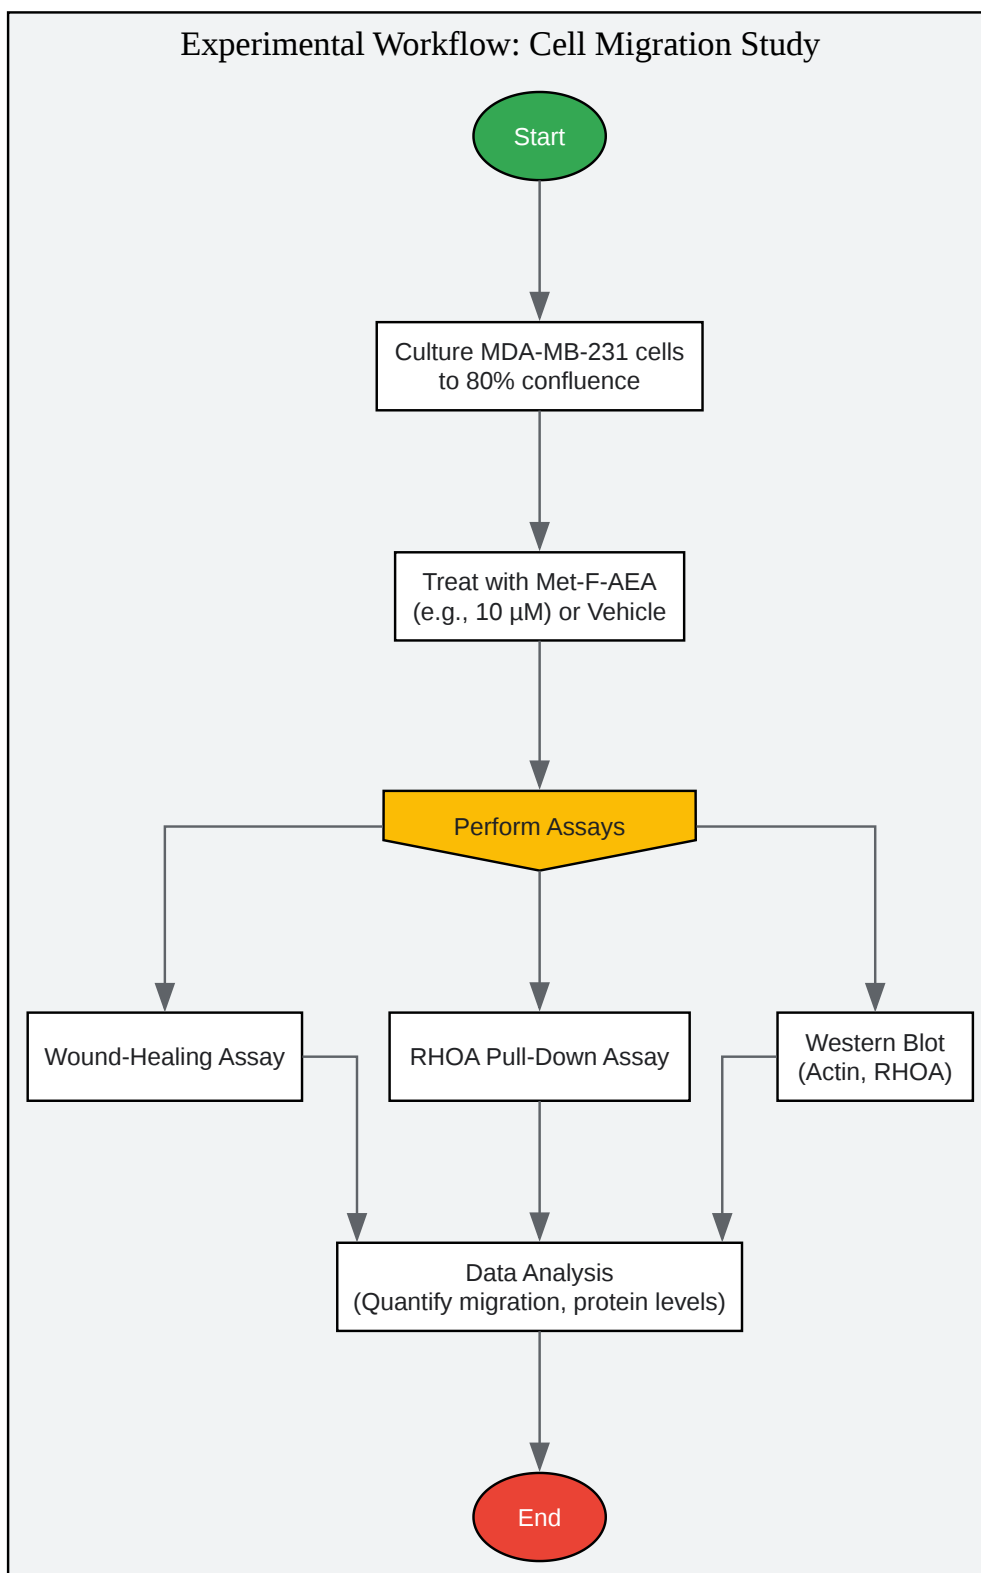 Experimental Workflow: Cell Migration Study
Start
Culture MDA-MB-231 cells
to 80% confluence
Treat with Met-F-AEA
(e.g., 10 µM) or Vehicle
Perform Assays
Wound-Healing Assay
RHOA Pull-Down Assay
Western Blot
(Actin, RHOA)
Data Analysis
(Quantify migration, protein levels)
End